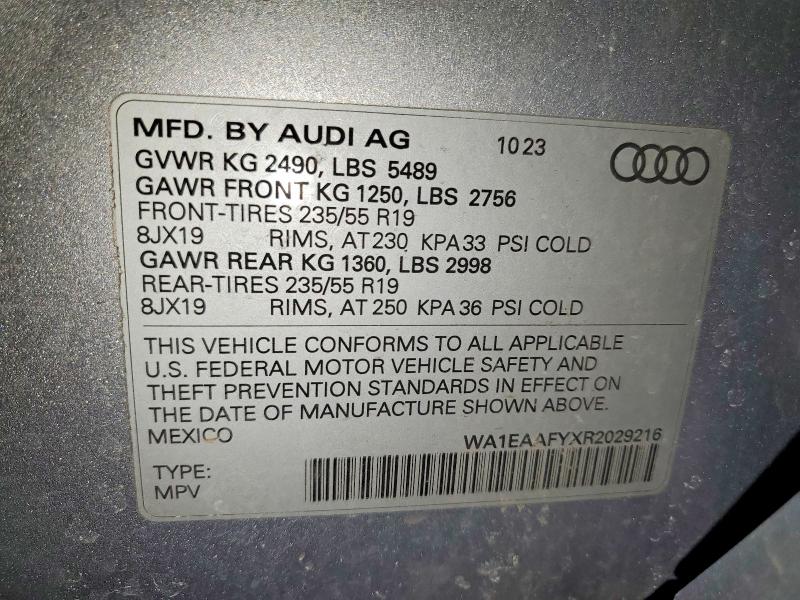 MFD. BY AUDI AG 10 23
GVWR KG 2490, LBS 5489
GAWR FRONT KG 1250, LBS 2756
FRONT-TIRES 235/55 R19
8JX19 RIMS, AT 230 KPA 33 PSI COLD
GAWR REAR KG 1360, LBS 2998
REAR-TIRES 235/55 R19
8JX19 RIMS, AT 250 KPA 36 PSI COLD
THIS VEHICLE CONFORMS TO ALL APPLICABLE
U.S. FEDERAL MOTOR VEHICLE SAFETY AND
THEFT PREVENTION STANDARDS IN EFFECT ON
THE DATE OF MANUFACTURE SHOWN ABOVE.
MEXICO WA1EAAFYXR2029216
TYPE:
MPV